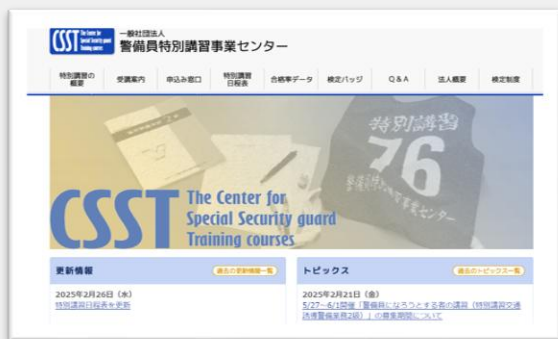 CSST The Center for
Special Security guard
Training courses
一般社団法人
警備員特別講習事業センター
特別講習の
概要
受講案内
申込み窓口
特別講習
日程表
合格率データ
検定バッジ
Q&A
法人概要
検定制度
特別講習
76
警備員特別講習事業センター
CSST The Center for
Special Security guard
Training courses
更新情報
過去の更新情報一覧
2025年2月26日（水）
特別講習日程表を更新
トピックス
過去のトピックス一覧
2025年2月21日（金）
5/27～6/1開催「警備員になろうとする者の講習（特別講習交通
誘導警備業務2級）」の募集期間について